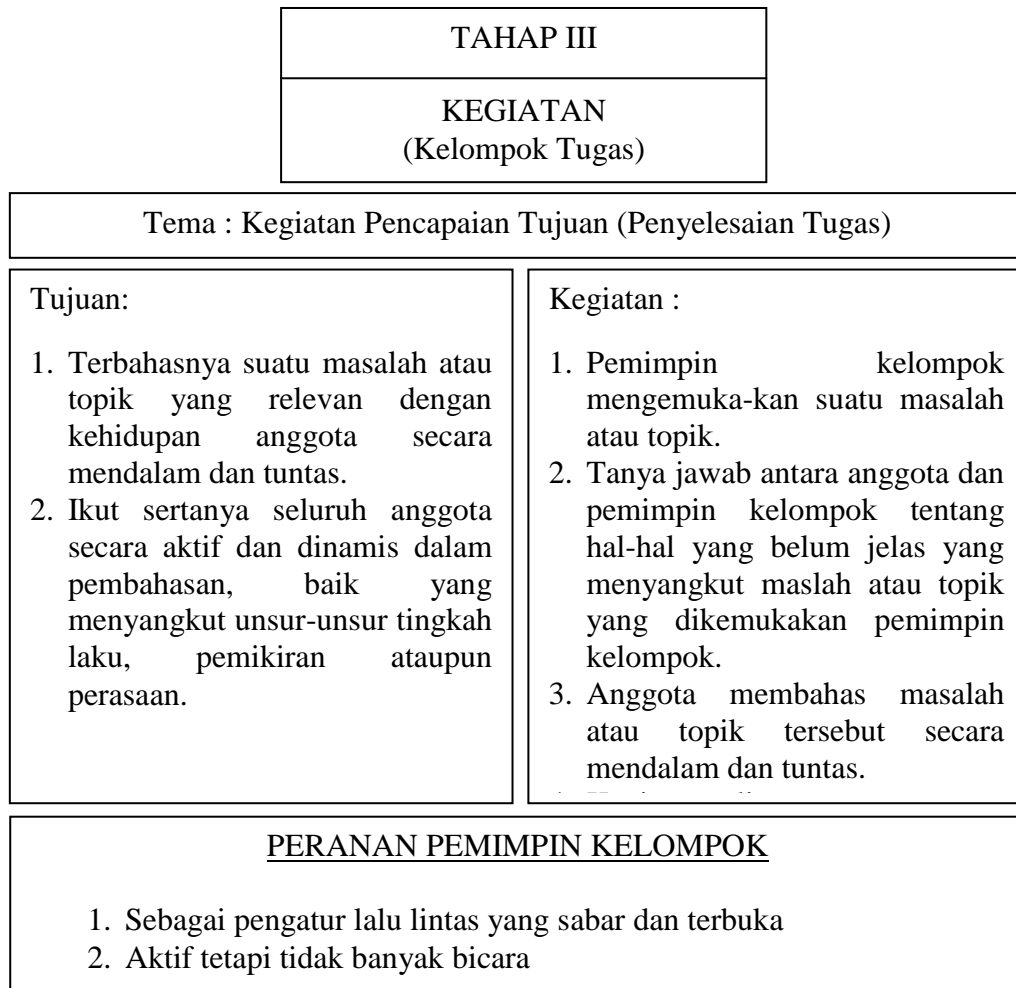 TAHAP III
KEGIATAN
(Kelompok Tugas)
Tema : Kegiatan Pencapaian Tujuan (Penyelesaian Tugas)
Tujuan:
1. Terbahasnya suatu masalah atau
topik yang relevan dengan
kehidupan anggota secara
mendalam dan tuntas.
2. Ikut sertanya seluruh anggota
secara aktif dan dinamis dalam
pembahasan, baik yang
menyangkut unsur-unsur tingkah
laku, pemikiran ataupun
perasaan.
Kegiatan :
1. Pemimpin kelompok
mengemuka-kan suatu masalah
atau topik.
2. Tanya jawab antara anggota dan
pemimpin kelompok tentang
hal-hal yang belum jelas yang
menyangkut maslah atau topik
yang dikemukakan pemimpin
kelompok.
3. Anggota membahas masalah
atau topik tersebut secara
mendalam dan tuntas.
PERANAN PEMIMPIN KELOMPOK
1. Sebagai pengatur lalu lintas yang sabar dan terbuka
2. Aktif tetapi tidak banyak bicara